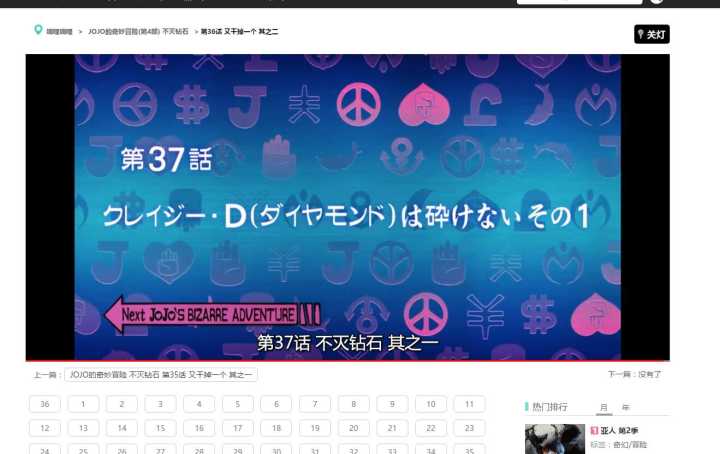 JOJO的奇妙冒险(第4部) 不灭钻石 > 第36话 又干掉一个 其之二
关灯
第37話
クレイジー・D(ダイヤモンド)は砕けない その1
Next JOJO'S BIZARRE ADVENTURE
第37话 不灭钻石 其之一
上一篇: JOJO的奇妙冒险 不灭钻石 第35话 又干掉一个 其之一
下一篇:没有了
36 1 2 3 4 5 6 7 8 9 10 11
热门排行 月 年
12 13 14 15 16 17 18 19 20 21 22 23
1 亚人 第2季
标签:奇幻/冒险
24 25 26 27 28 29 30 31 32 33 34 35